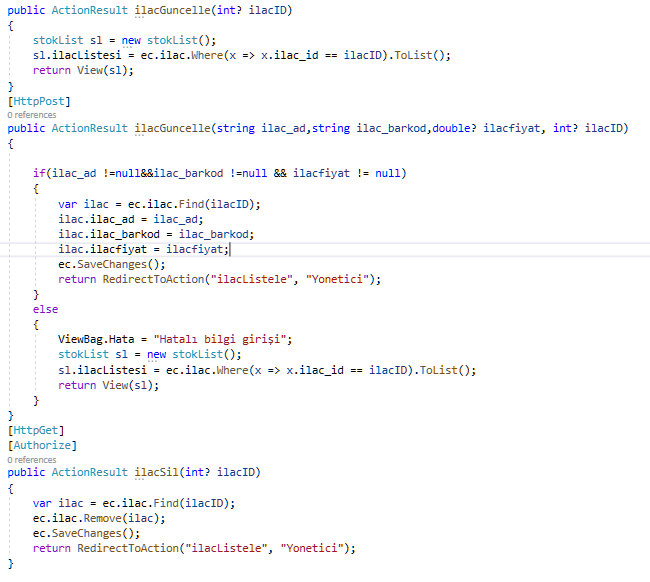 public ActionResult ilacGuncelle(int? ilacID)
{
stokList sl = new stokList();
sl.ilacListesi = ec.ilac.Where(x => x.ilac_id == ilacID).ToList();
return View(sl);
}
[HttpPost]
0 references
public ActionResult ilacGuncelle(string ilac_ad,string ilac_barkod,double? ilacfiyat, int? ilacID)
{
if(ilac_ad !=null&&ilac_barkod !=null && ilacfiyat != null)
{
var ilac = ec.ilac.Find(ilacID);
ilac.ilac_ad = ilac_ad;
ilac.ilac_barkod = ilac_barkod;
ilac.ilacfiyat = ilacfiyat;
ec.SaveChanges();
return RedirectToAction("ilacListele", "Yonetici");
}
else
{
ViewBag.Hata = "Hatalı bilgi girişi";
stokList sl = new stokList();
sl.ilacListesi = ec.ilac.Where(x => x.ilac_id == ilacID).ToList();
return View(sl);
}
}
[HttpGet]
[Authorize]
0 references
public ActionResult ilacSil(int? ilacID)
{
var ilac = ec.ilac.Find(ilacID);
ec.ilac.Remove(ilac);
ec.SaveChanges();
return RedirectToAction("ilacListele", "Yonetici");
}